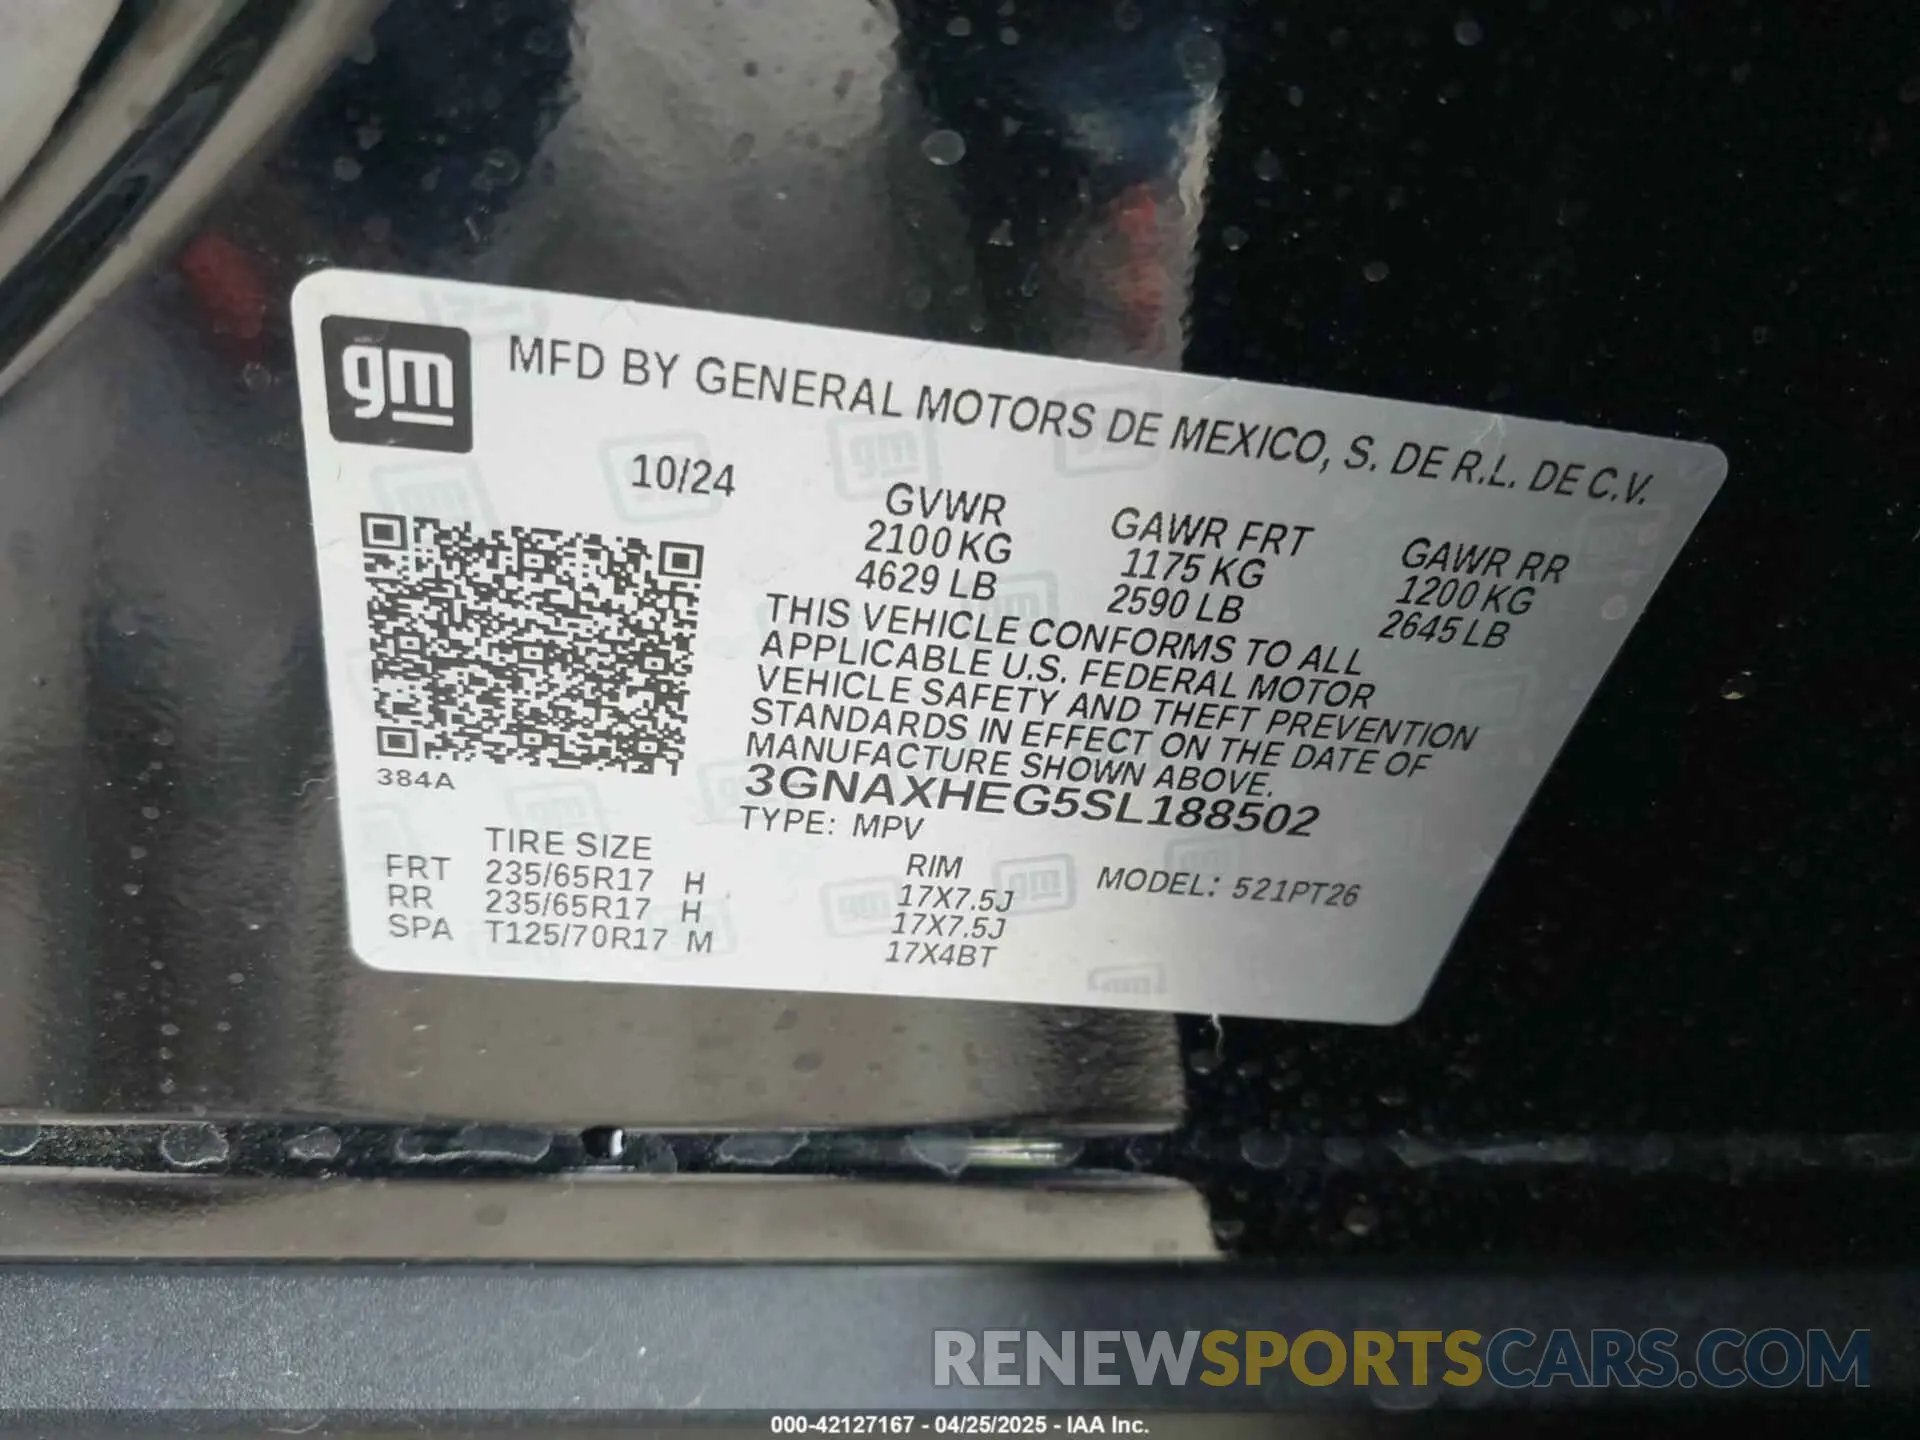 gm
MFD BY GENERAL MOTORS DE MEXICO, S. DE R.L. DE C.V.
10/24
GVWR GAWR FRT GAWR RR
2100 KG 1175 KG 1200 KG
4629 LB 2590 LB 2645 LB
THIS VEHICLE CONFORMS TO ALL
APPLICABLE U.S. FEDERAL MOTOR
VEHICLE SAFETY AND THEFT PREVENTION
STANDARDS IN EFFECT ON THE DATE OF
MANUFACTURE SHOWN ABOVE.
384A
3GNAXHEG5SL188502
TYPE: MPV
TIRE SIZE RIM MODEL: 521PT26
FRT 235/65R17 H 17X7.5J
RR 235/65R17 H 17X7.5J
SPA T125/70R17 M 17X4BT
RENEWSPORTSCARS.COM
000-42127167 - 04/25/2025 - IAA Inc.